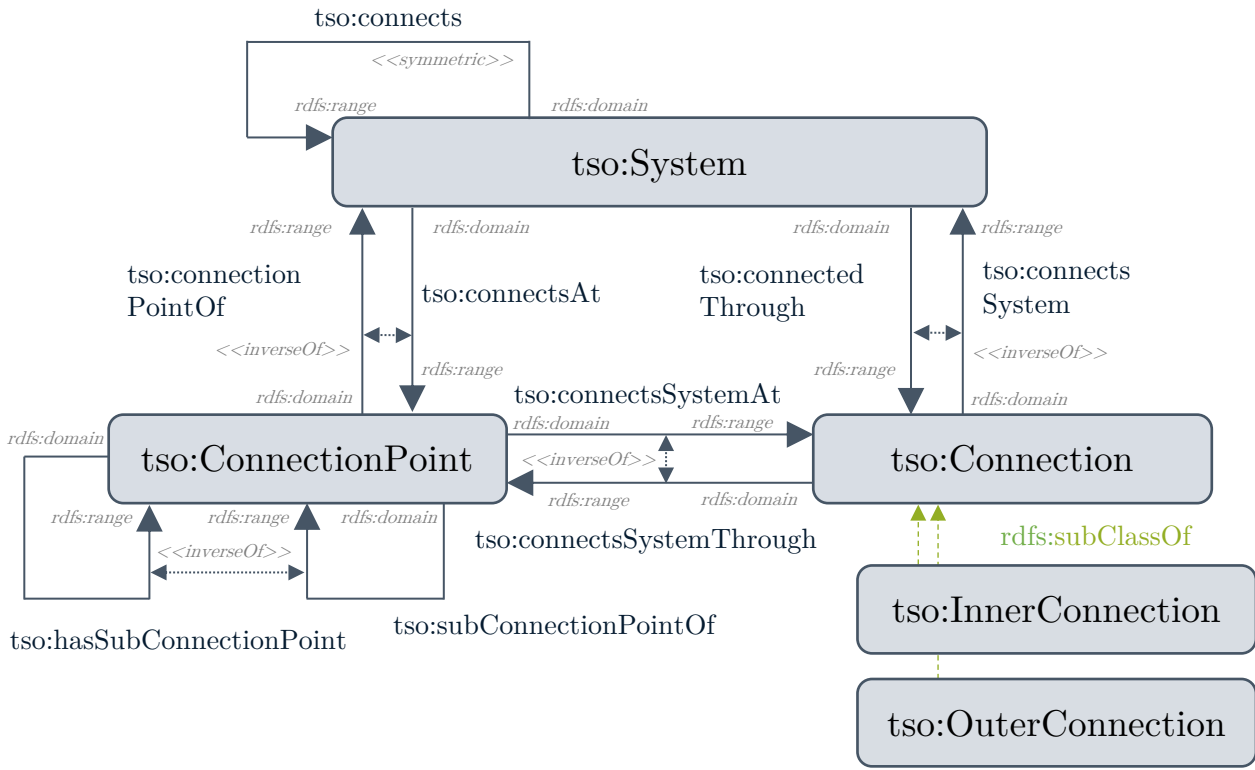 tso:connects
<<symmetric>>
rdfs:range
rdfs:domain
tso:System
rdfs:range
rdfs:domain
rdfs:domain
rdfs:range
tso:connection
PointOf
tso:connectsAt
tso:connected
Through
tso:connects
System
<<inverseOf>>
<<inverseOf>>
rdfs:range
rdfs:range
rdfs:domain
rdfs:domain
tso:connectsSystemAt
rdfs:domain
rdfs:domain
rdfs:range
tso:ConnectionPoint
<<inverseOf>>
tso:Connection
rdfs:range
rdfs:domain
rdfs:range
rdfs:range
rdfs:domain
tso:connectsSystemThrough
rdfs:subClassOf
<<inverseOf>>
tso:InnerConnection
tso:hasSubConnectionPoint
tso:subConnectionPointOf
tso:OuterConnection